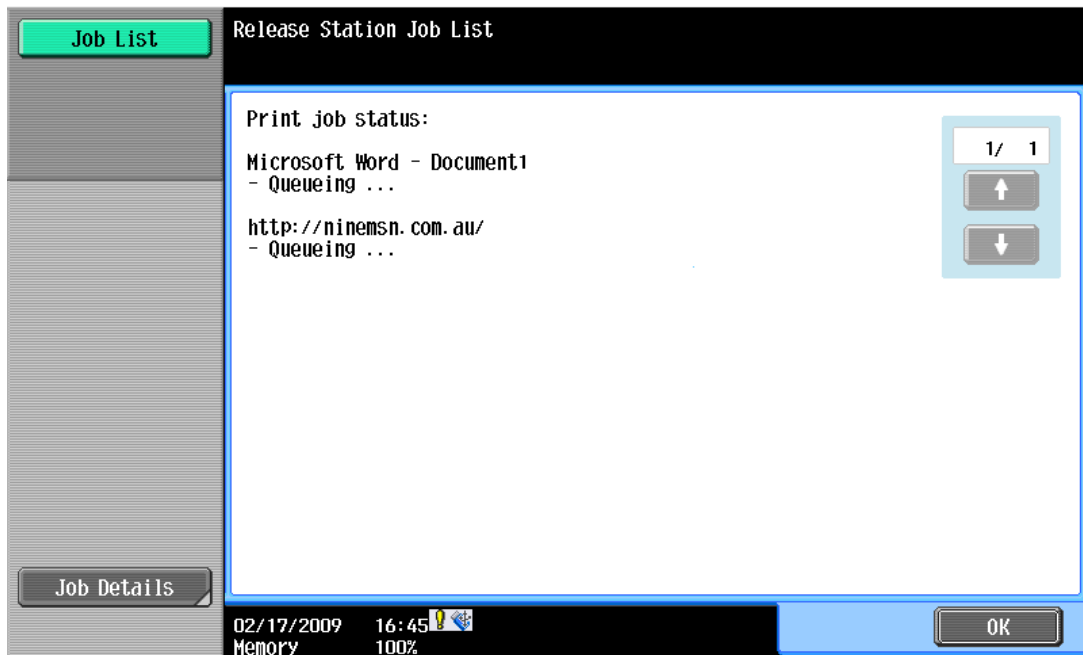 Job List
Release Station Job List
Print job status:
1/ 1
Microsoft Word - Document1
- Queueing ...
http://ninemsn.com.au/
- Queueing ...
Job Details
02/17/2009 16:45
Memory 100%
OK